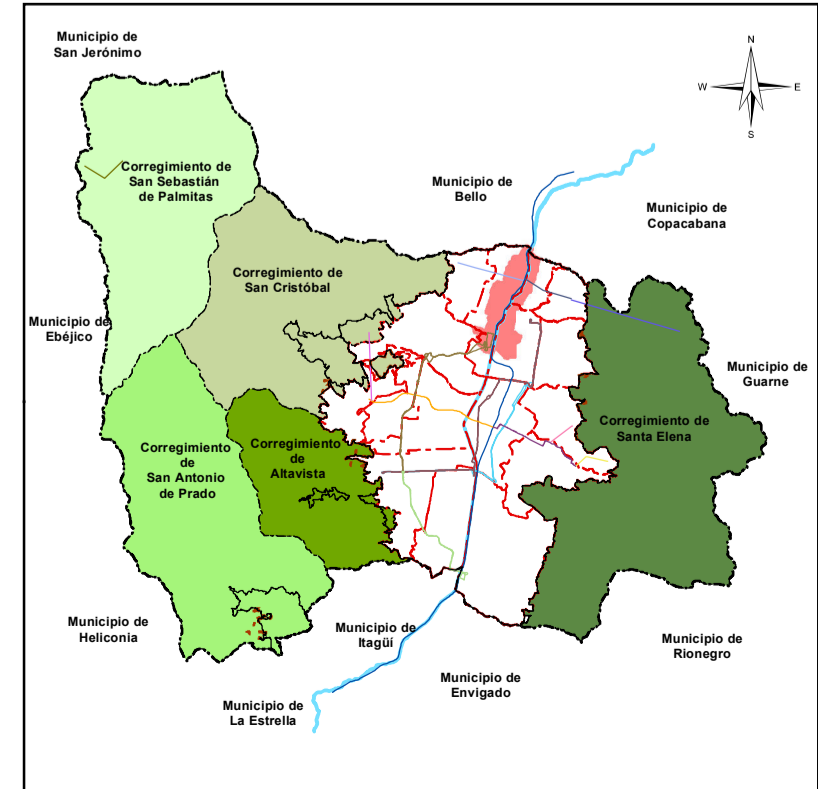 Municipio de
San Jerónimo
N
W
E
S
Corregimiento de
San Sebastián
de Palmitas
Municipio de
Bello
Municipio de
Copacabana
Corregimiento de
San Cristóbal
Municipio de
Ebéjico
Municipio de
Guarne
Corregimiento de
Santa Elena
Corregimiento
de
San Antonio
de Prado
Corregimiento
de
Altavista
Municipio de
Heliconia
Municipio de
Itagüí
Municipio de
Rionegro
Municipio de
Envigado
Municipio de
La Estrella